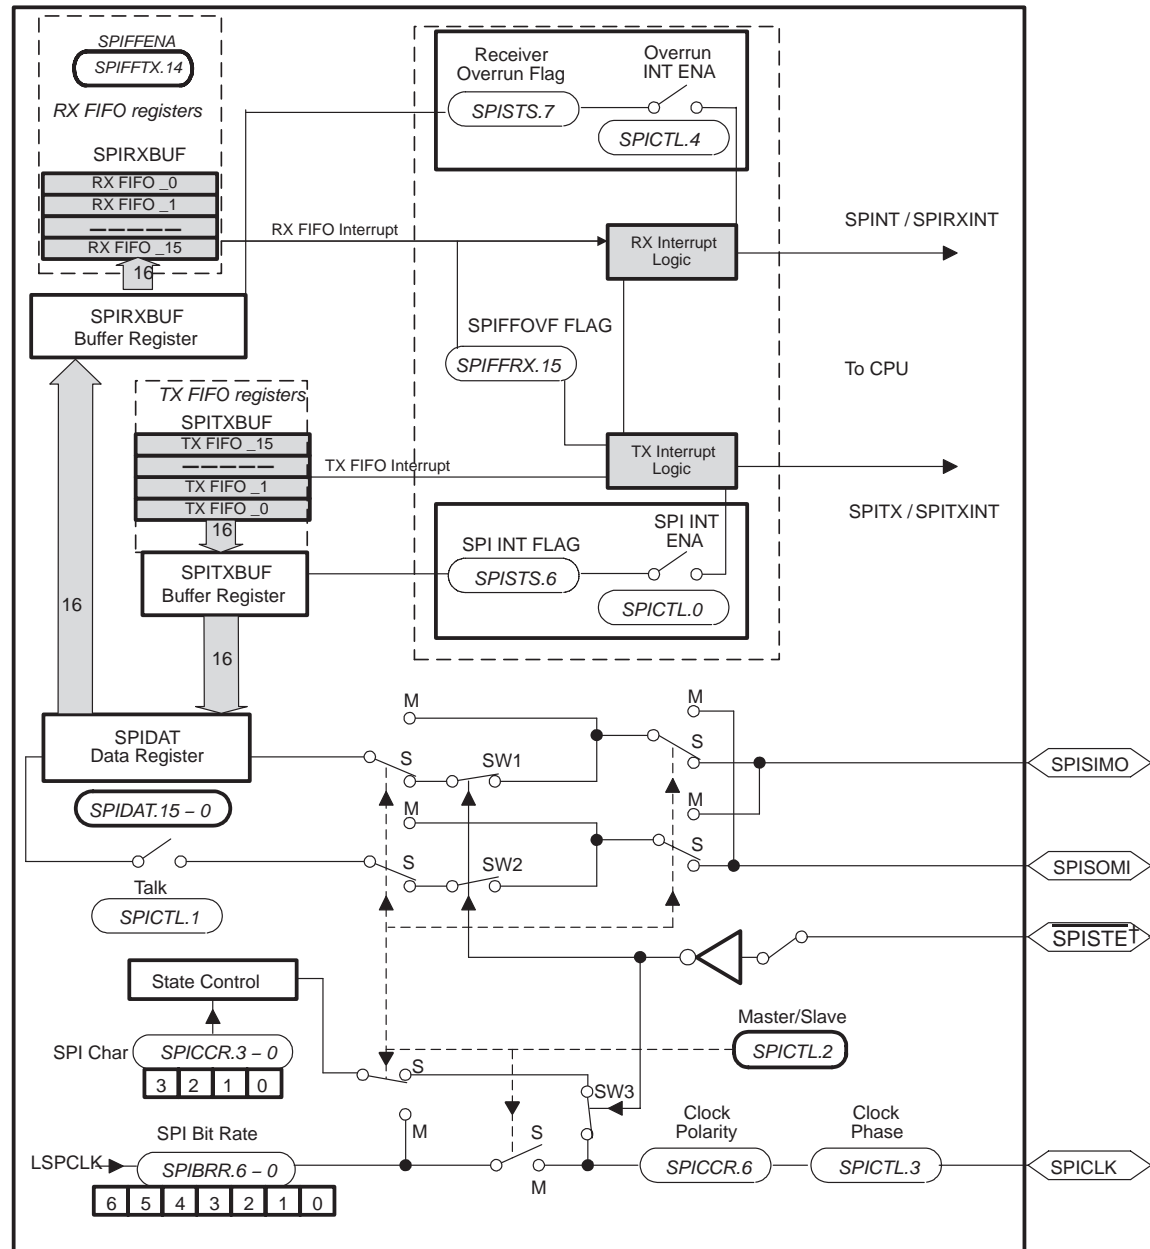 SPIFFENA
SPIFFTX.14
RX FIFO registers
SPIRXBUF
RX FIFO _0
RX FIFO _1
–––––
RX FIFO _15
16
SPIRXBUF
Buffer Register
Receiver
Overrun Flag
SPISTS.7
Overrun
INT ENA
SPICTL.4
RX FIFO Interrupt
RX Interrupt
Logic
SPINT / SPIRXINT
SPIFFOVF FLAG
SPIFFRX.15
To CPU
TX FIFO registers
SPITXBUF
TX FIFO _15
–––––
TX FIFO _1
TX FIFO _0
16
TX FIFO Interrupt
TX Interrupt
Logic
SPITX / SPITXINT
SPITXBUF
Buffer Register
SPI INT FLAG
SPISTS.6
SPI INT
ENA
SPICTL.0
16
16
SPIDAT
Data Register
SPIDAT.15 – 0
M
S
SW1
M
S
SPISIMO
M
S
SW2
M
S
SPISOMI
Talk
SPICTL.1
SPISTE†
State Control
Master/Slave
SPICTL.2
SPI Char
SPICCR.3 – 0
3 2 1 0
S
M
SW3
SPI Bit Rate
LSPCLK
SPIBRR.6 – 0
6 5 4 3 2 1 0
S
M
Clock
Polarity
SPICCR.6
Clock
Phase
SPICTL.3
SPICLK